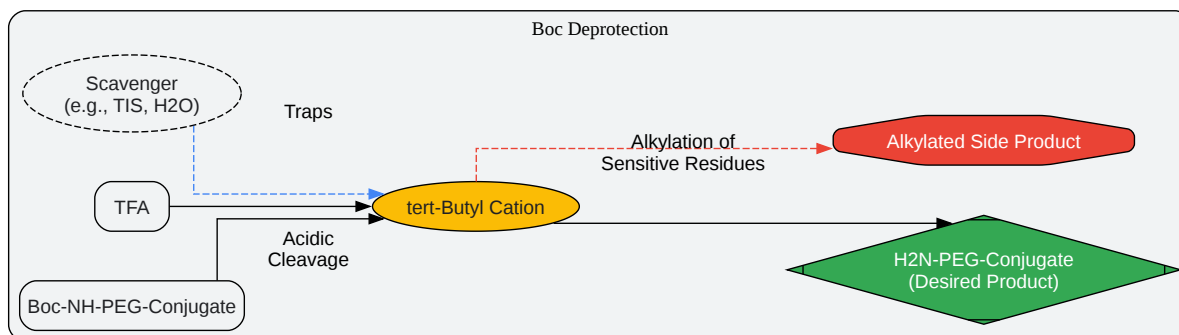 Boc Deprotection
Scavenger
(e.g., TIS, H2O)
Traps
Alkylation of
Sensitive Residues
Alkylated Side Product
TFA
tert-Butyl Cation
Acidic
Cleavage
H2N-PEG-Conjugate
(Desired Product)
Boc-NH-PEG-Conjugate